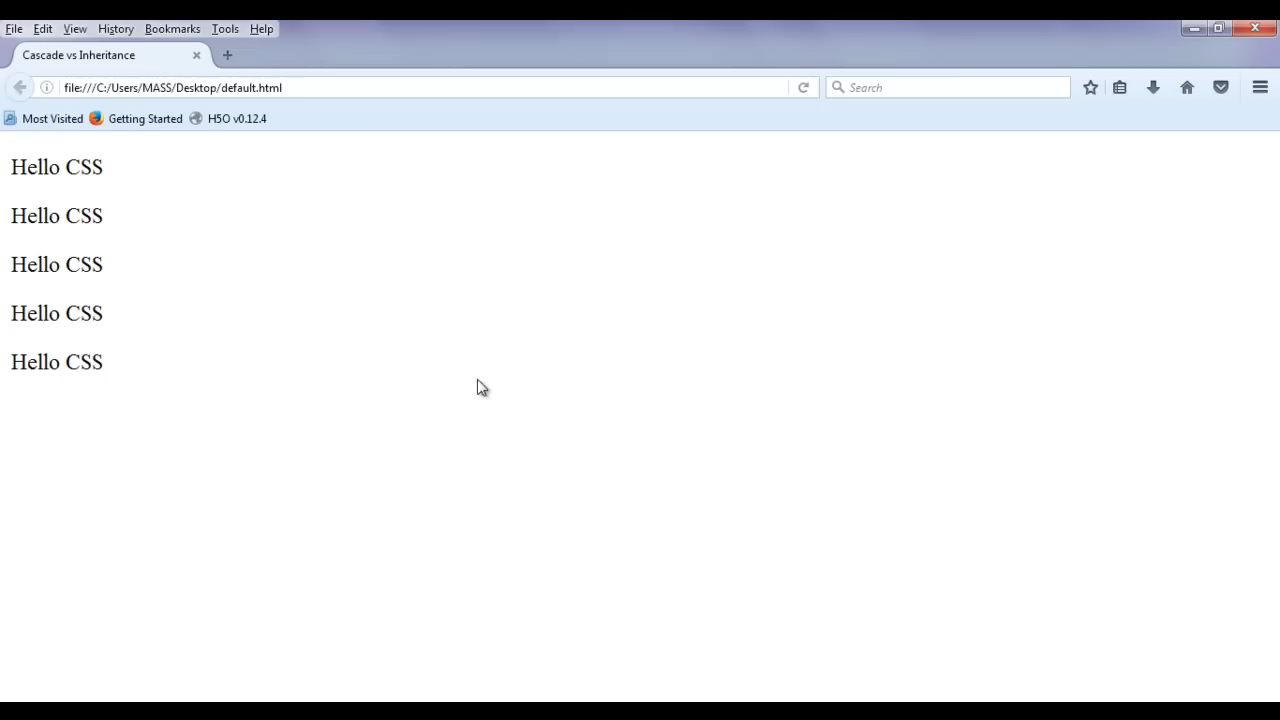 File Edit View History Bookmarks Tools Help
Cascade vs Inheritance
file:///C:/Users/MASS/Desktop/default.html Search
Most Visited Getting Started H5O v0.12.4
Hello CSS
Hello CSS
Hello CSS
Hello CSS
Hello CSS